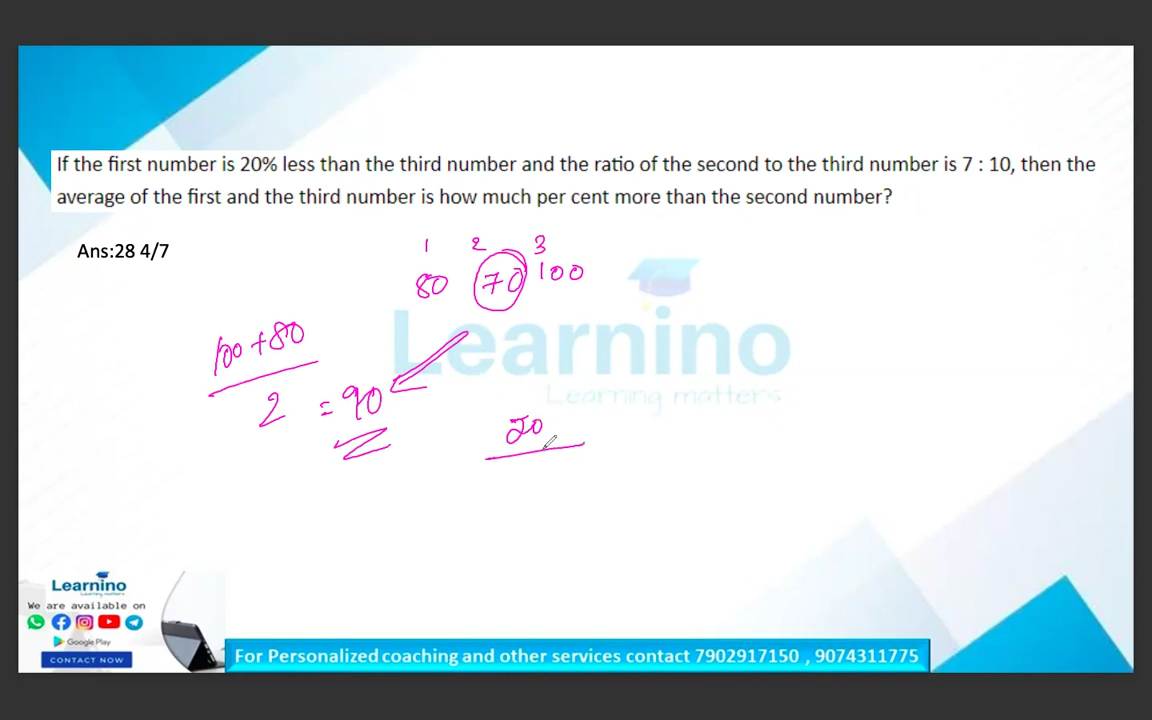 If the first number is 20% less than the third number and the ratio of the second to the third number is 7 : 10, then the
average of the first and the third number is how much per cent more than the second number?
Ans:28 4/7
1 2 3
80 70 100
100+80
2 = 90
20
Learnino
Learning matters
Learnino
Learning matters
We are available on
Google Play
CONTACT NOW
For Personalized coaching and other services contact 7902917150 , 9074311775